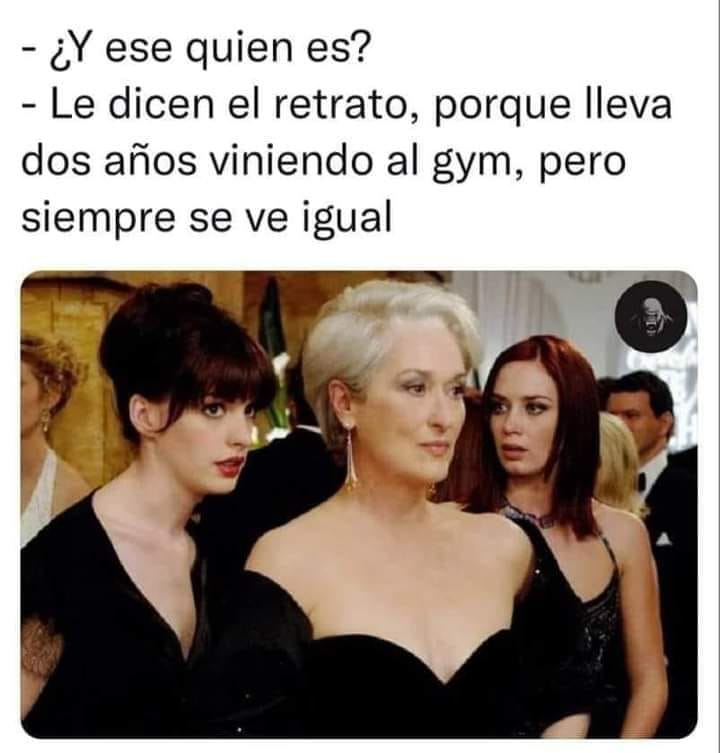 - ¿Y ese quien es?
- Le dicen el retrato, porque lleva
dos años viniendo al gym, pero
siempre se ve igual